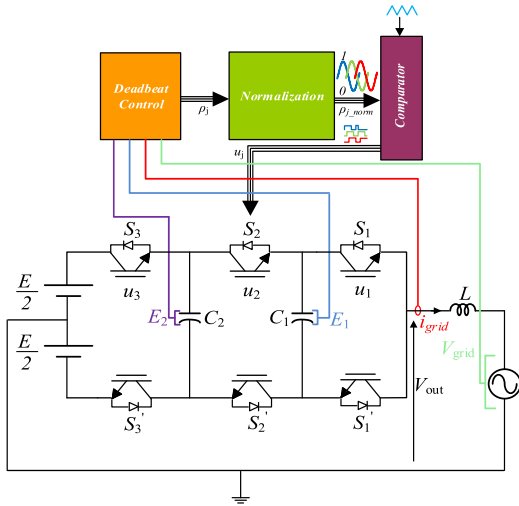 Deadbeat
Control
Normalization
Comparator
ρj
1
0
ρj_norm
uj
S3
S2
S1
u3
u2
u1
E
2
E
2
E2
C2
C1
E1
igrid
L
Vgrid
Vout
S3'
S2'
S1'